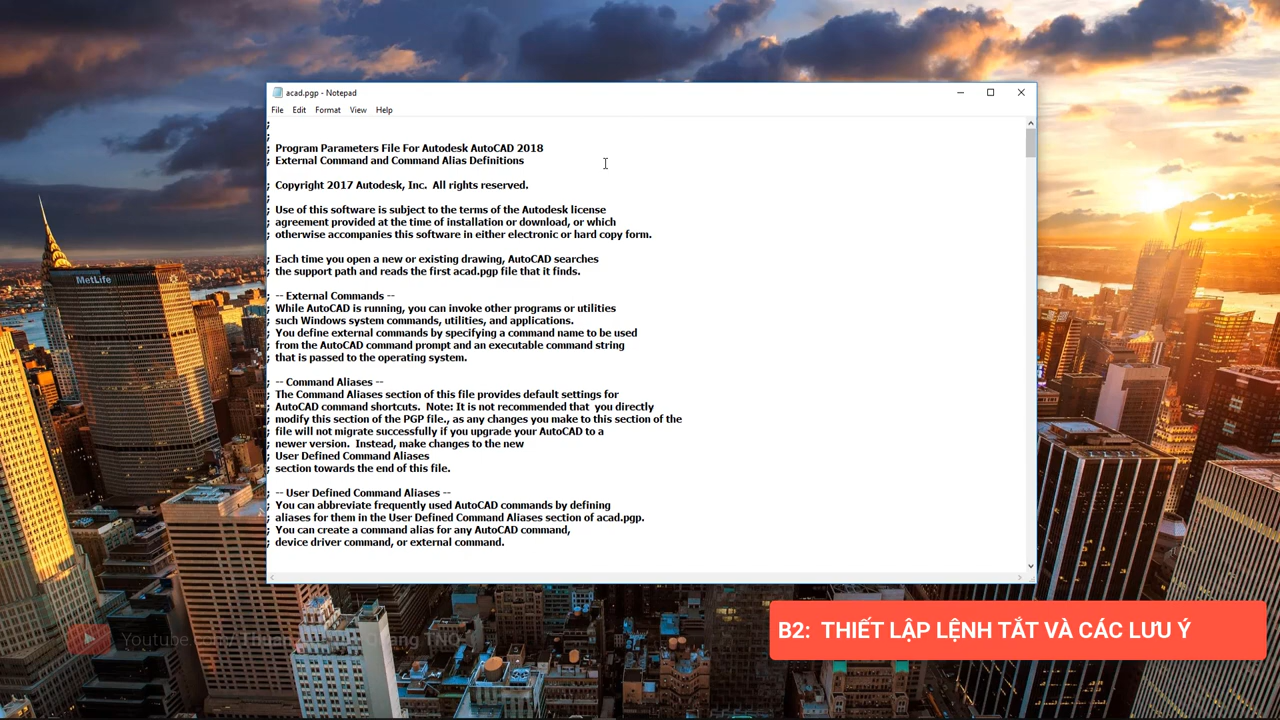 acad.pgp - Notepad
File Edit Format View Help
;
;
; Program Parameters File For Autodesk AutoCAD 2018
; External Command and Command Alias Definitions
; Copyright 2017 Autodesk, Inc.  All rights reserved.
;
; Use of this software is subject to the terms of the Autodesk license
; agreement provided at the time of installation or download, or which
; otherwise accompanies this software in either electronic or hard copy form.
; Each time you open a new or existing drawing, AutoCAD searches
; the support path and reads the first acad.pgp file that it finds.
; -- External Commands --
; While AutoCAD is running, you can invoke other programs or utilities
; such Windows system commands, utilities, and applications.
; You define external commands by specifying a command name to be used
; from the AutoCAD command prompt and an executable command string
; that is passed to the operating system.
; -- Command Aliases --
; The Command Aliases section of this file provides default settings for
; AutoCAD command shortcuts.  Note: It is not recommended that  you directly
; modify this section of the PGP file., as any changes you make to this section of the
; file will not migrate successfully if you upgrade your AutoCAD to a
; newer version.  Instead, make changes to the new
; User Defined Command Aliases
; section towards the end of this file.
; -- User Defined Command Aliases --
; You can abbreviate frequently used AutoCAD commands by defining
; aliases for them in the User Defined Command Aliases section of acad.pgp.
; You can create a command alias for any AutoCAD command,
; device driver command, or external command.
MetLife
Youtube
B2: THIẾT LẬP LỆNH TẮT VÀ CÁC LƯU Ý